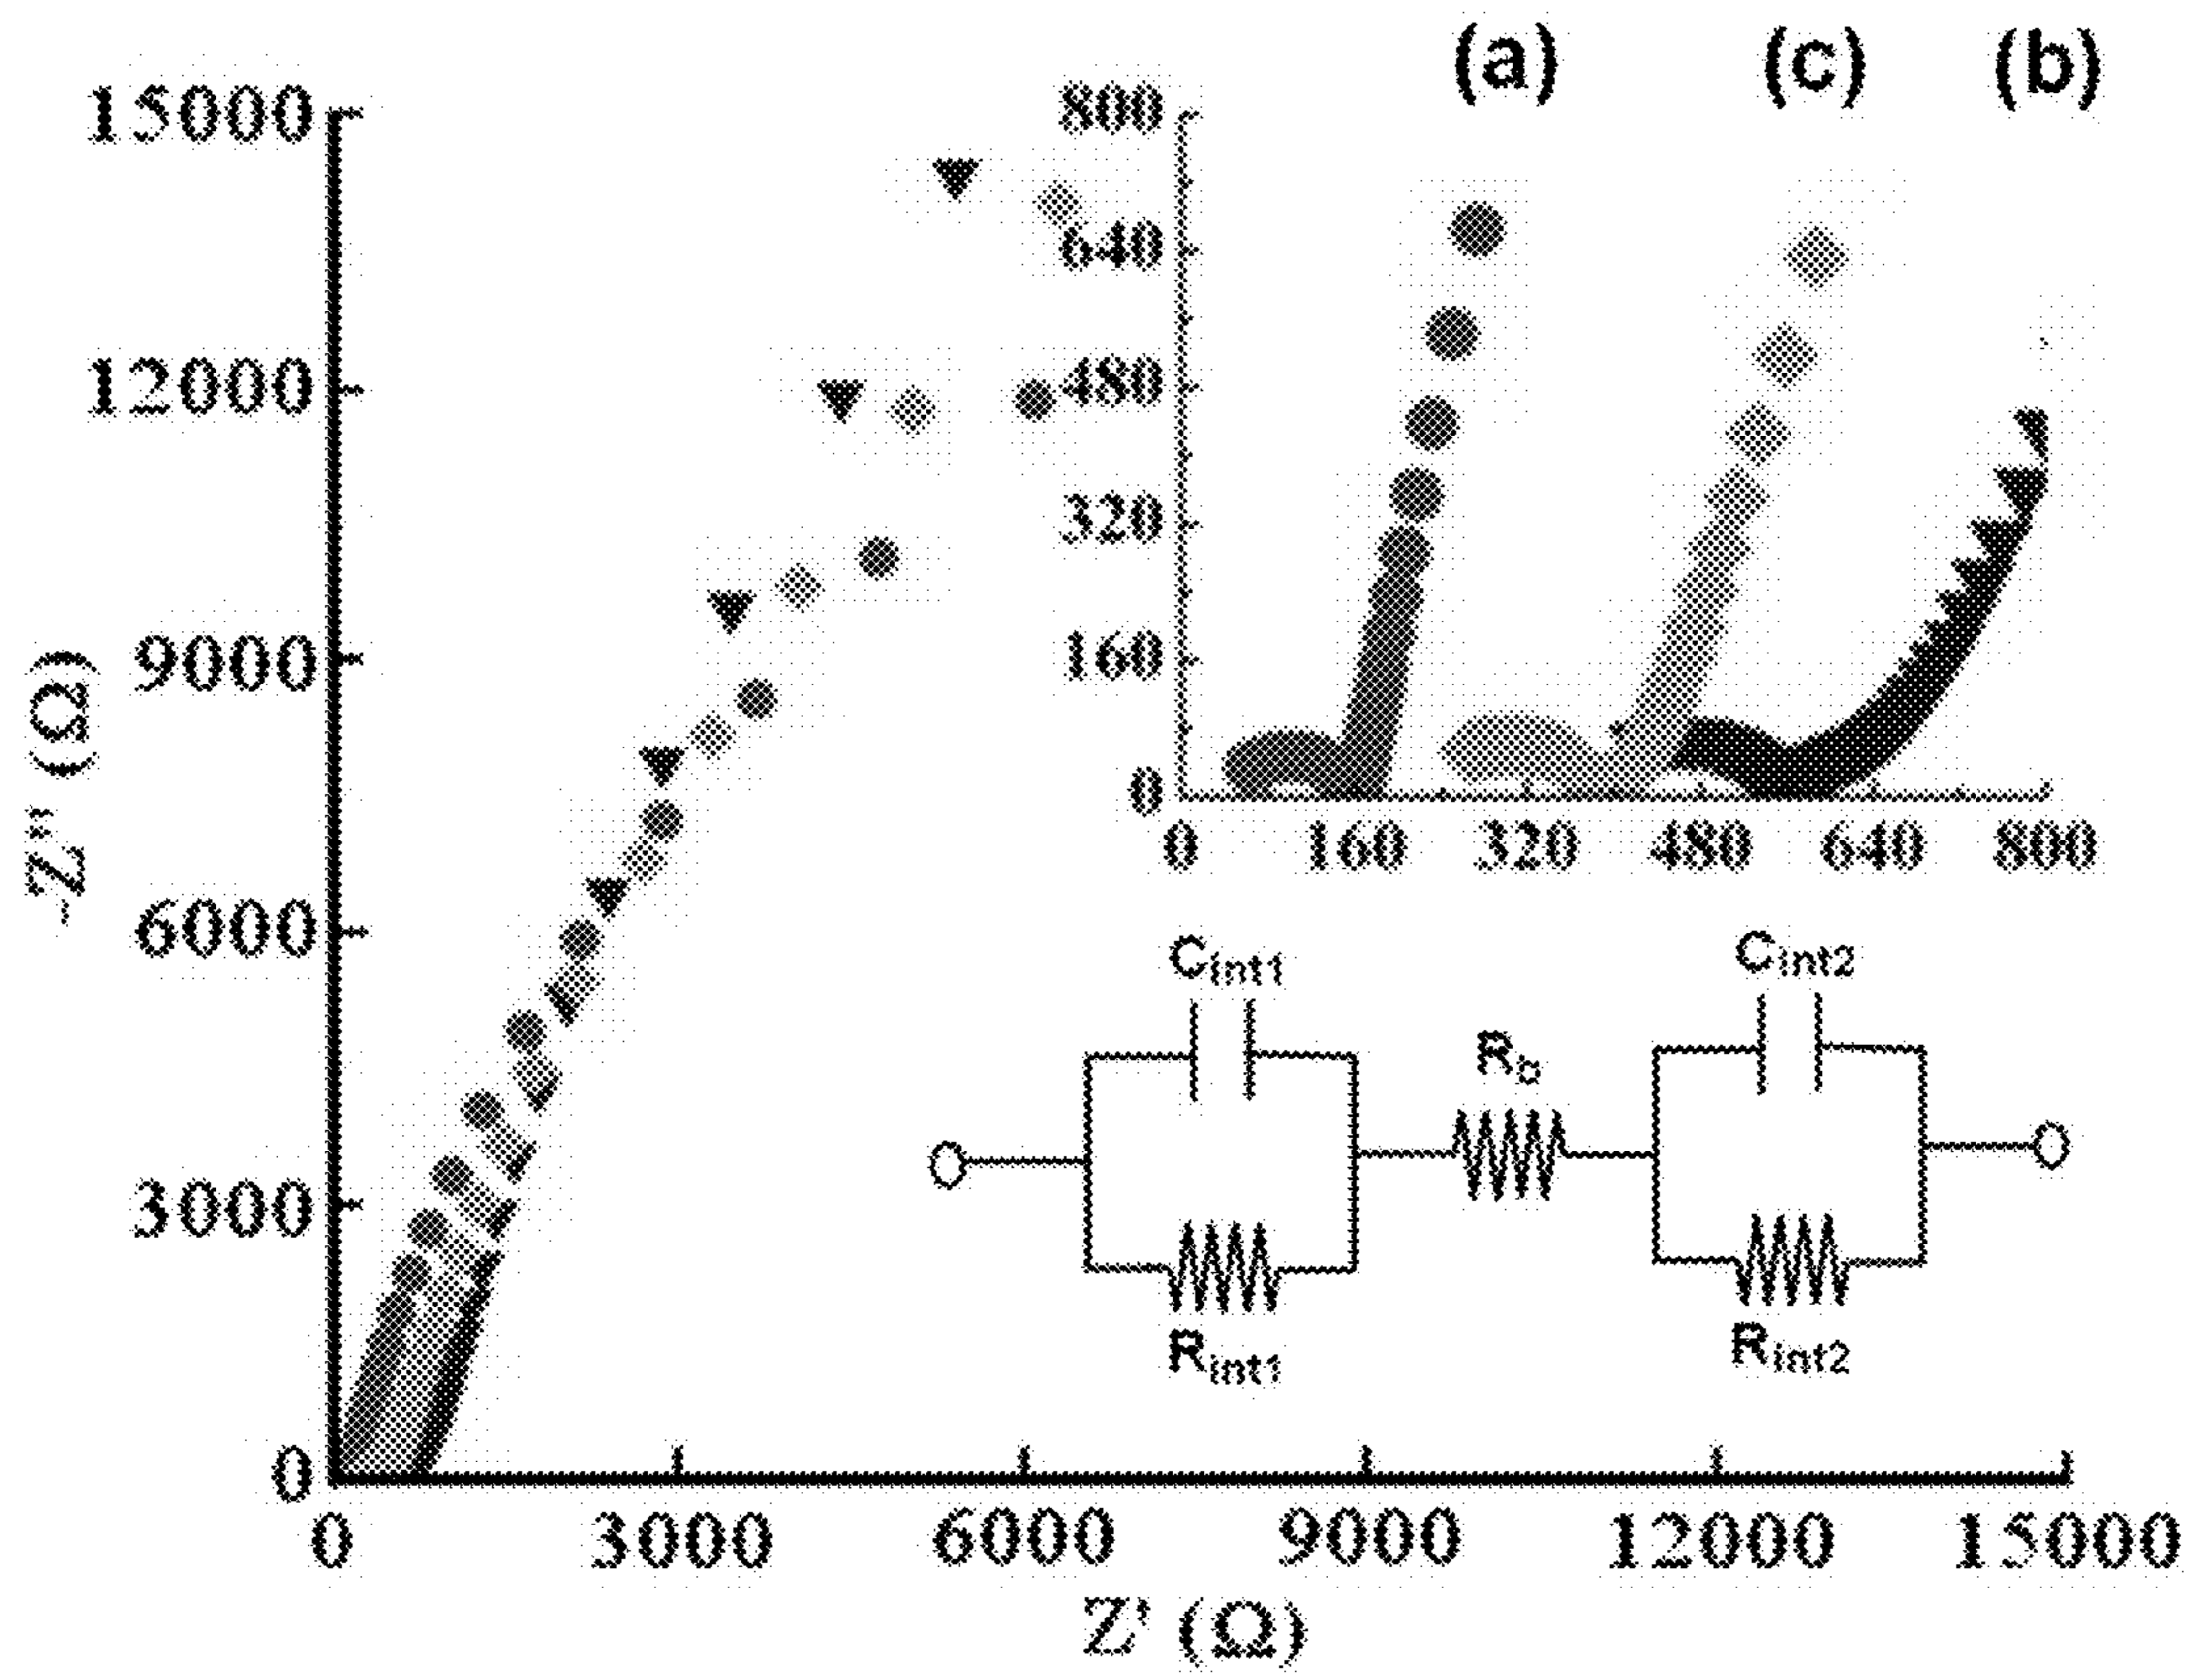 (a) (c) (b)
15000
12000
9000
6000
3000
0
-Z" (Ω)
0 3000 6000 9000 12000 15000
Z' (Ω)
800
640
480
320
160
0
0 160 320 480 640 800
Cint1
Cint2
Rb
Rint1
Rint2